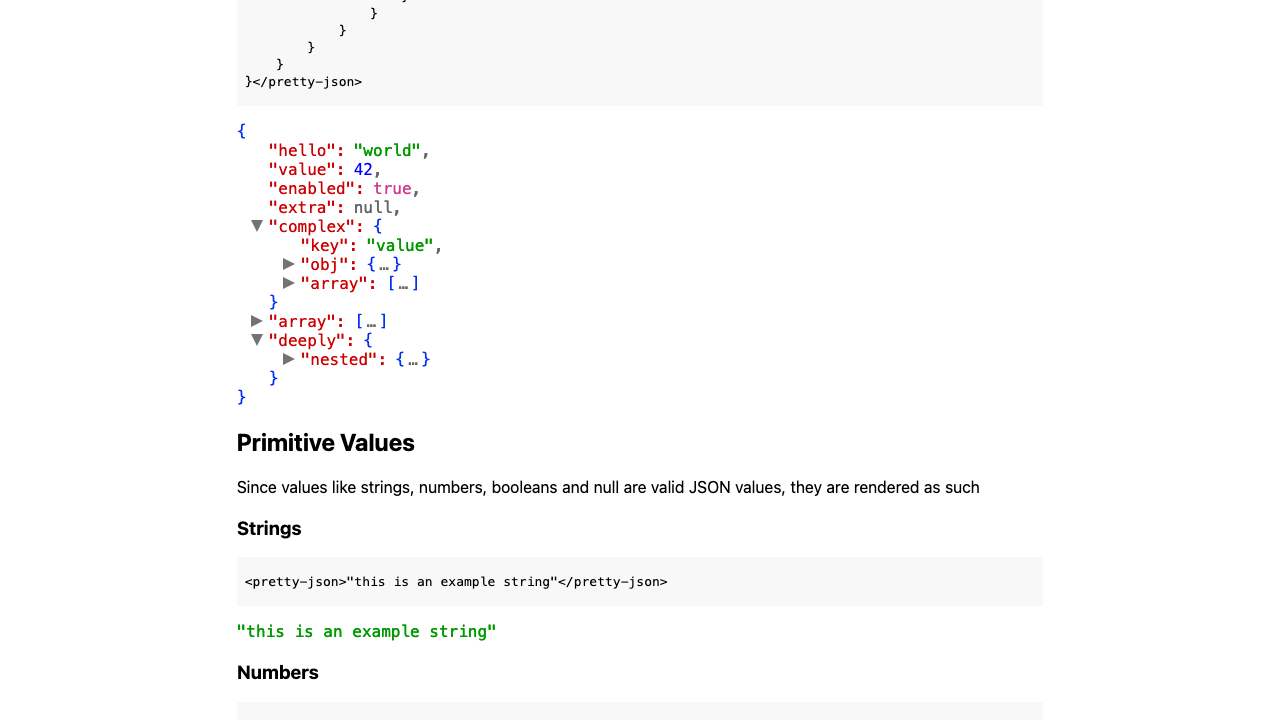 }
}
}
}
}</pretty-json>
{
"hello": "world",
"value": 42,
"enabled": true,
"extra": null,
▼ "complex": {
"key": "value",
▶ "obj": {…}
▶ "array": […]
}
▶ "array": […]
▼ "deeply": {
▶ "nested": {…}
}
}
Primitive Values
Since values like strings, numbers, booleans and null are valid JSON values, they are rendered as such
Strings
<pretty-json>"this is an example string"</pretty-json>
"this is an example string"
Numbers